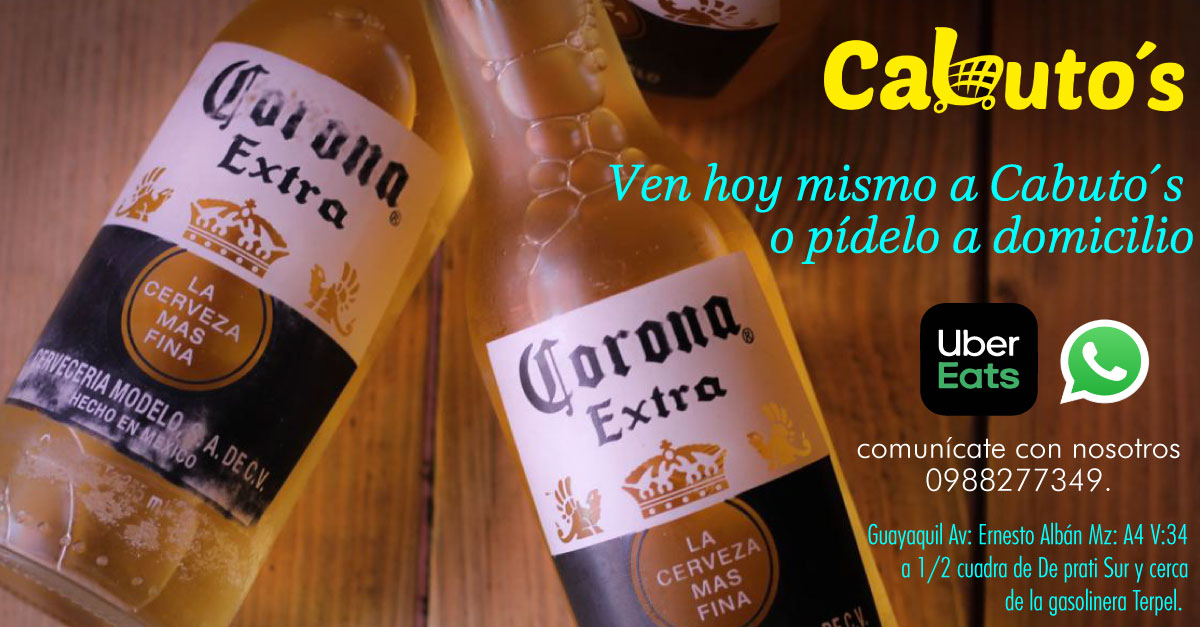 Cabuto´s
Ven hoy mismo a Cabuto´s
o pídelo a domicilio
Uber
Eats
comunícate con nosotros
0988277349.
Guayaquil Av: Ernesto Albán Mz: A4 V:34
a 1/2 cuadra de De prati Sur y cerca
de la gasolinera Terpel.
Corona
Extra
®
LA
CERVEZA
MAS
FINA
CERVECERIA MODELO S. A. DE C.V.
HECHO EN MEXICO
Corona
Extra
®
LA
CERVEZA
MAS
FINA
DE C.V.